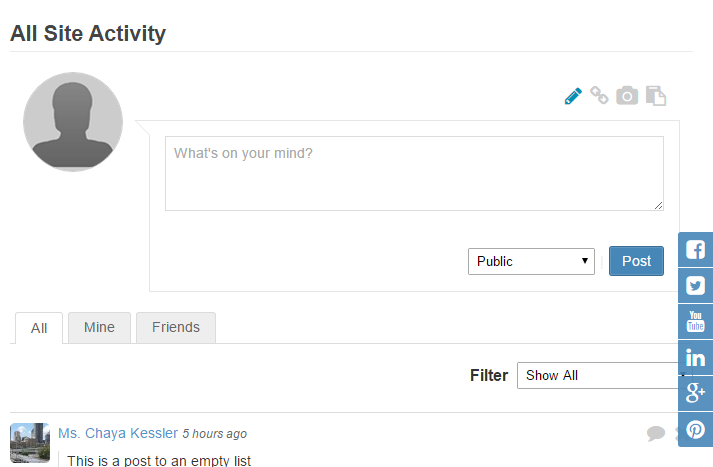 All Site Activity
What's on your mind?
Public
Post
You
Tube
in
g+
All
Mine
Friends
Filter
Show All
Ms. Chaya Kessler 5 hours ago
This is a post to an empty list